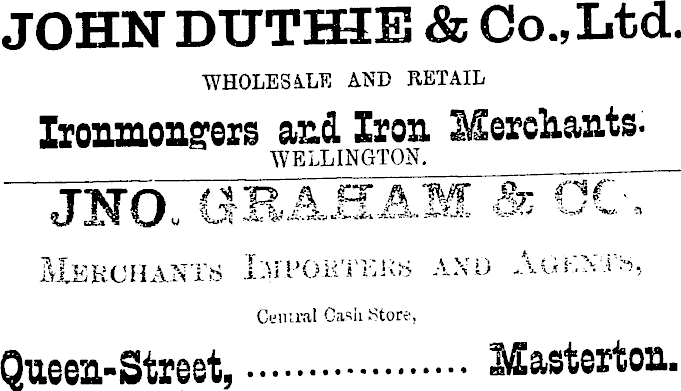 JOHN DUTHIE & Co., Ltd.
WHOLESALE AND RETAIL
Ironmongers and Iron Merchants.
WELLINGTON.
JNO. GRAHAM & CO.,
MERCHANTS IMPORTERS AND AGENTS,
Central Cash Store,
Queen-Street, .................. Masterton.